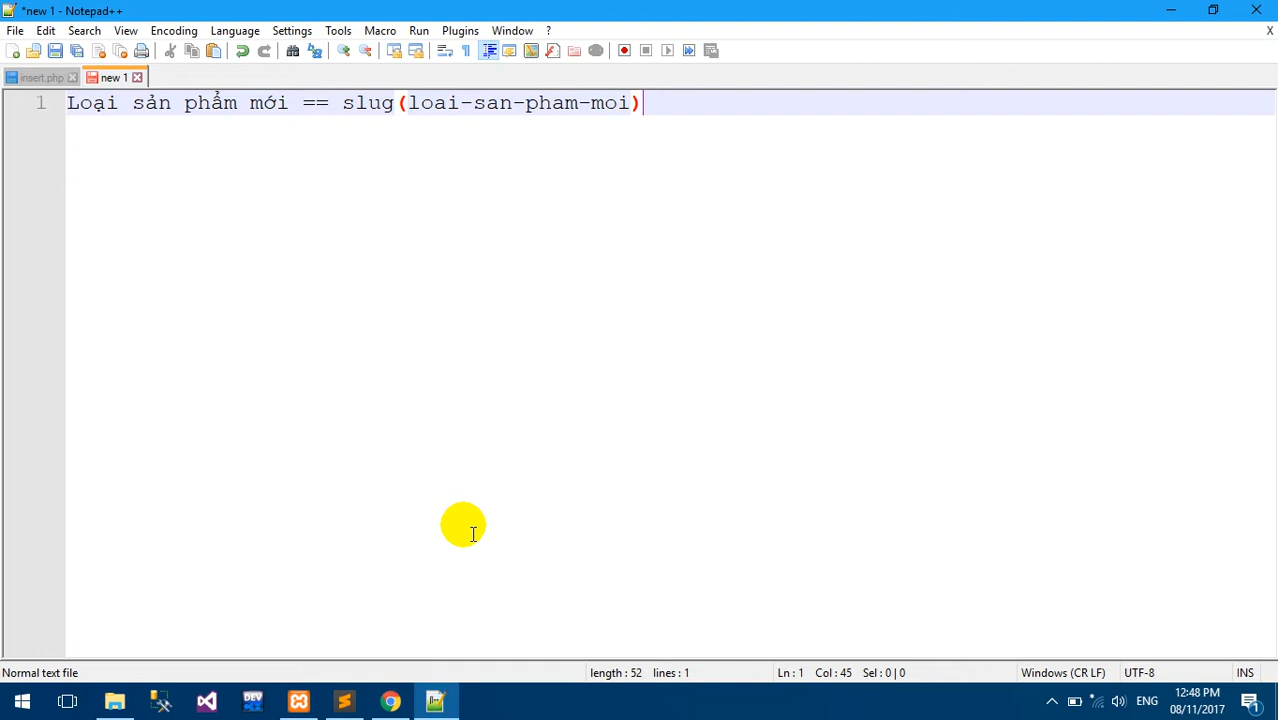 *new 1 - Notepad++
File Edit Search View Encoding Language Settings Tools Macro Run Plugins Window ? X
insert.php new 1
1 Loại sản phẩm mới == slug(loai-san-pham-moi)
Normal text file length : 52 lines : 1 Ln : 1 Col : 45 Sel : 0 | 0 Windows (CR LF) UTF-8 INS
DEV ENG 12:48 PM
08/11/2017 1